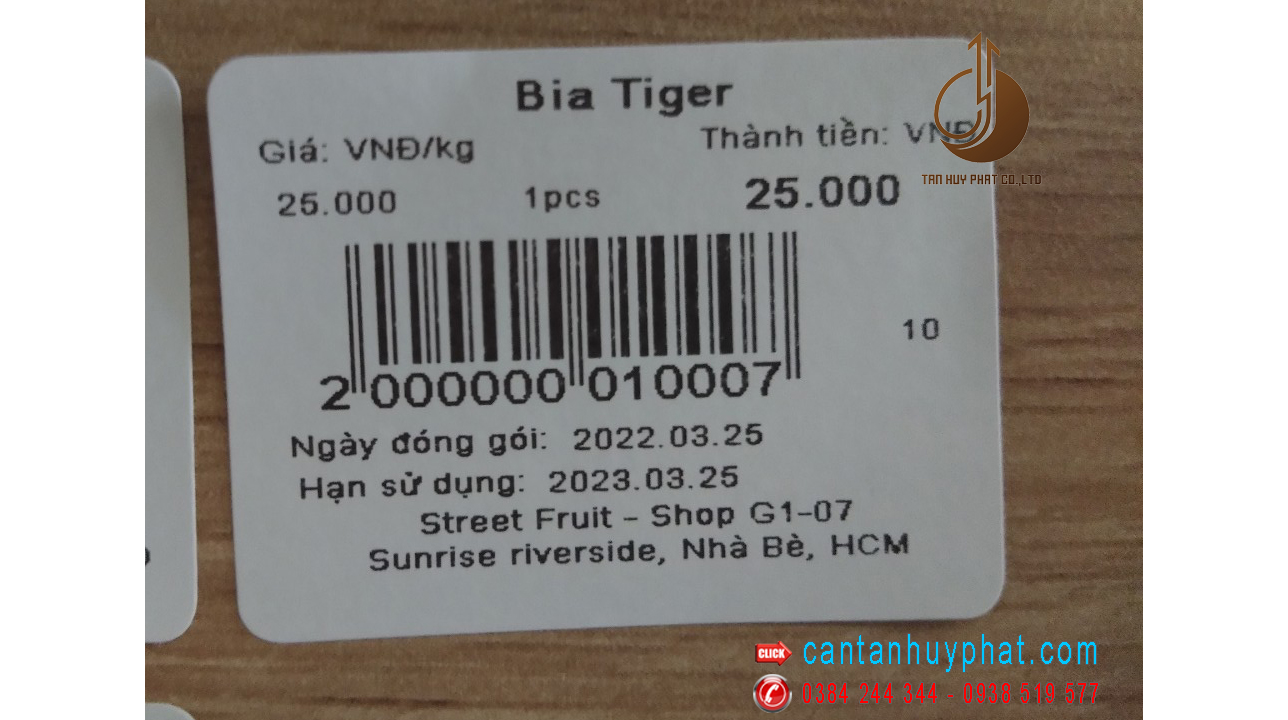 Bia Tiger
Giá: VNĐ/kg
Thành tiền: VNĐ
25.000
1pcs
25.000
10
2 000000 010007
Ngày đóng gói: 2022.03.25
Hạn sử dụng: 2023.03.25
Street Fruit - Shop G1-07
Sunrise riverside, Nhà Bè, HCM
TAN HUY PHAT CO.,LTD
CLICK cantanhuyphat.com
0384 244 344 - 0938 519 577